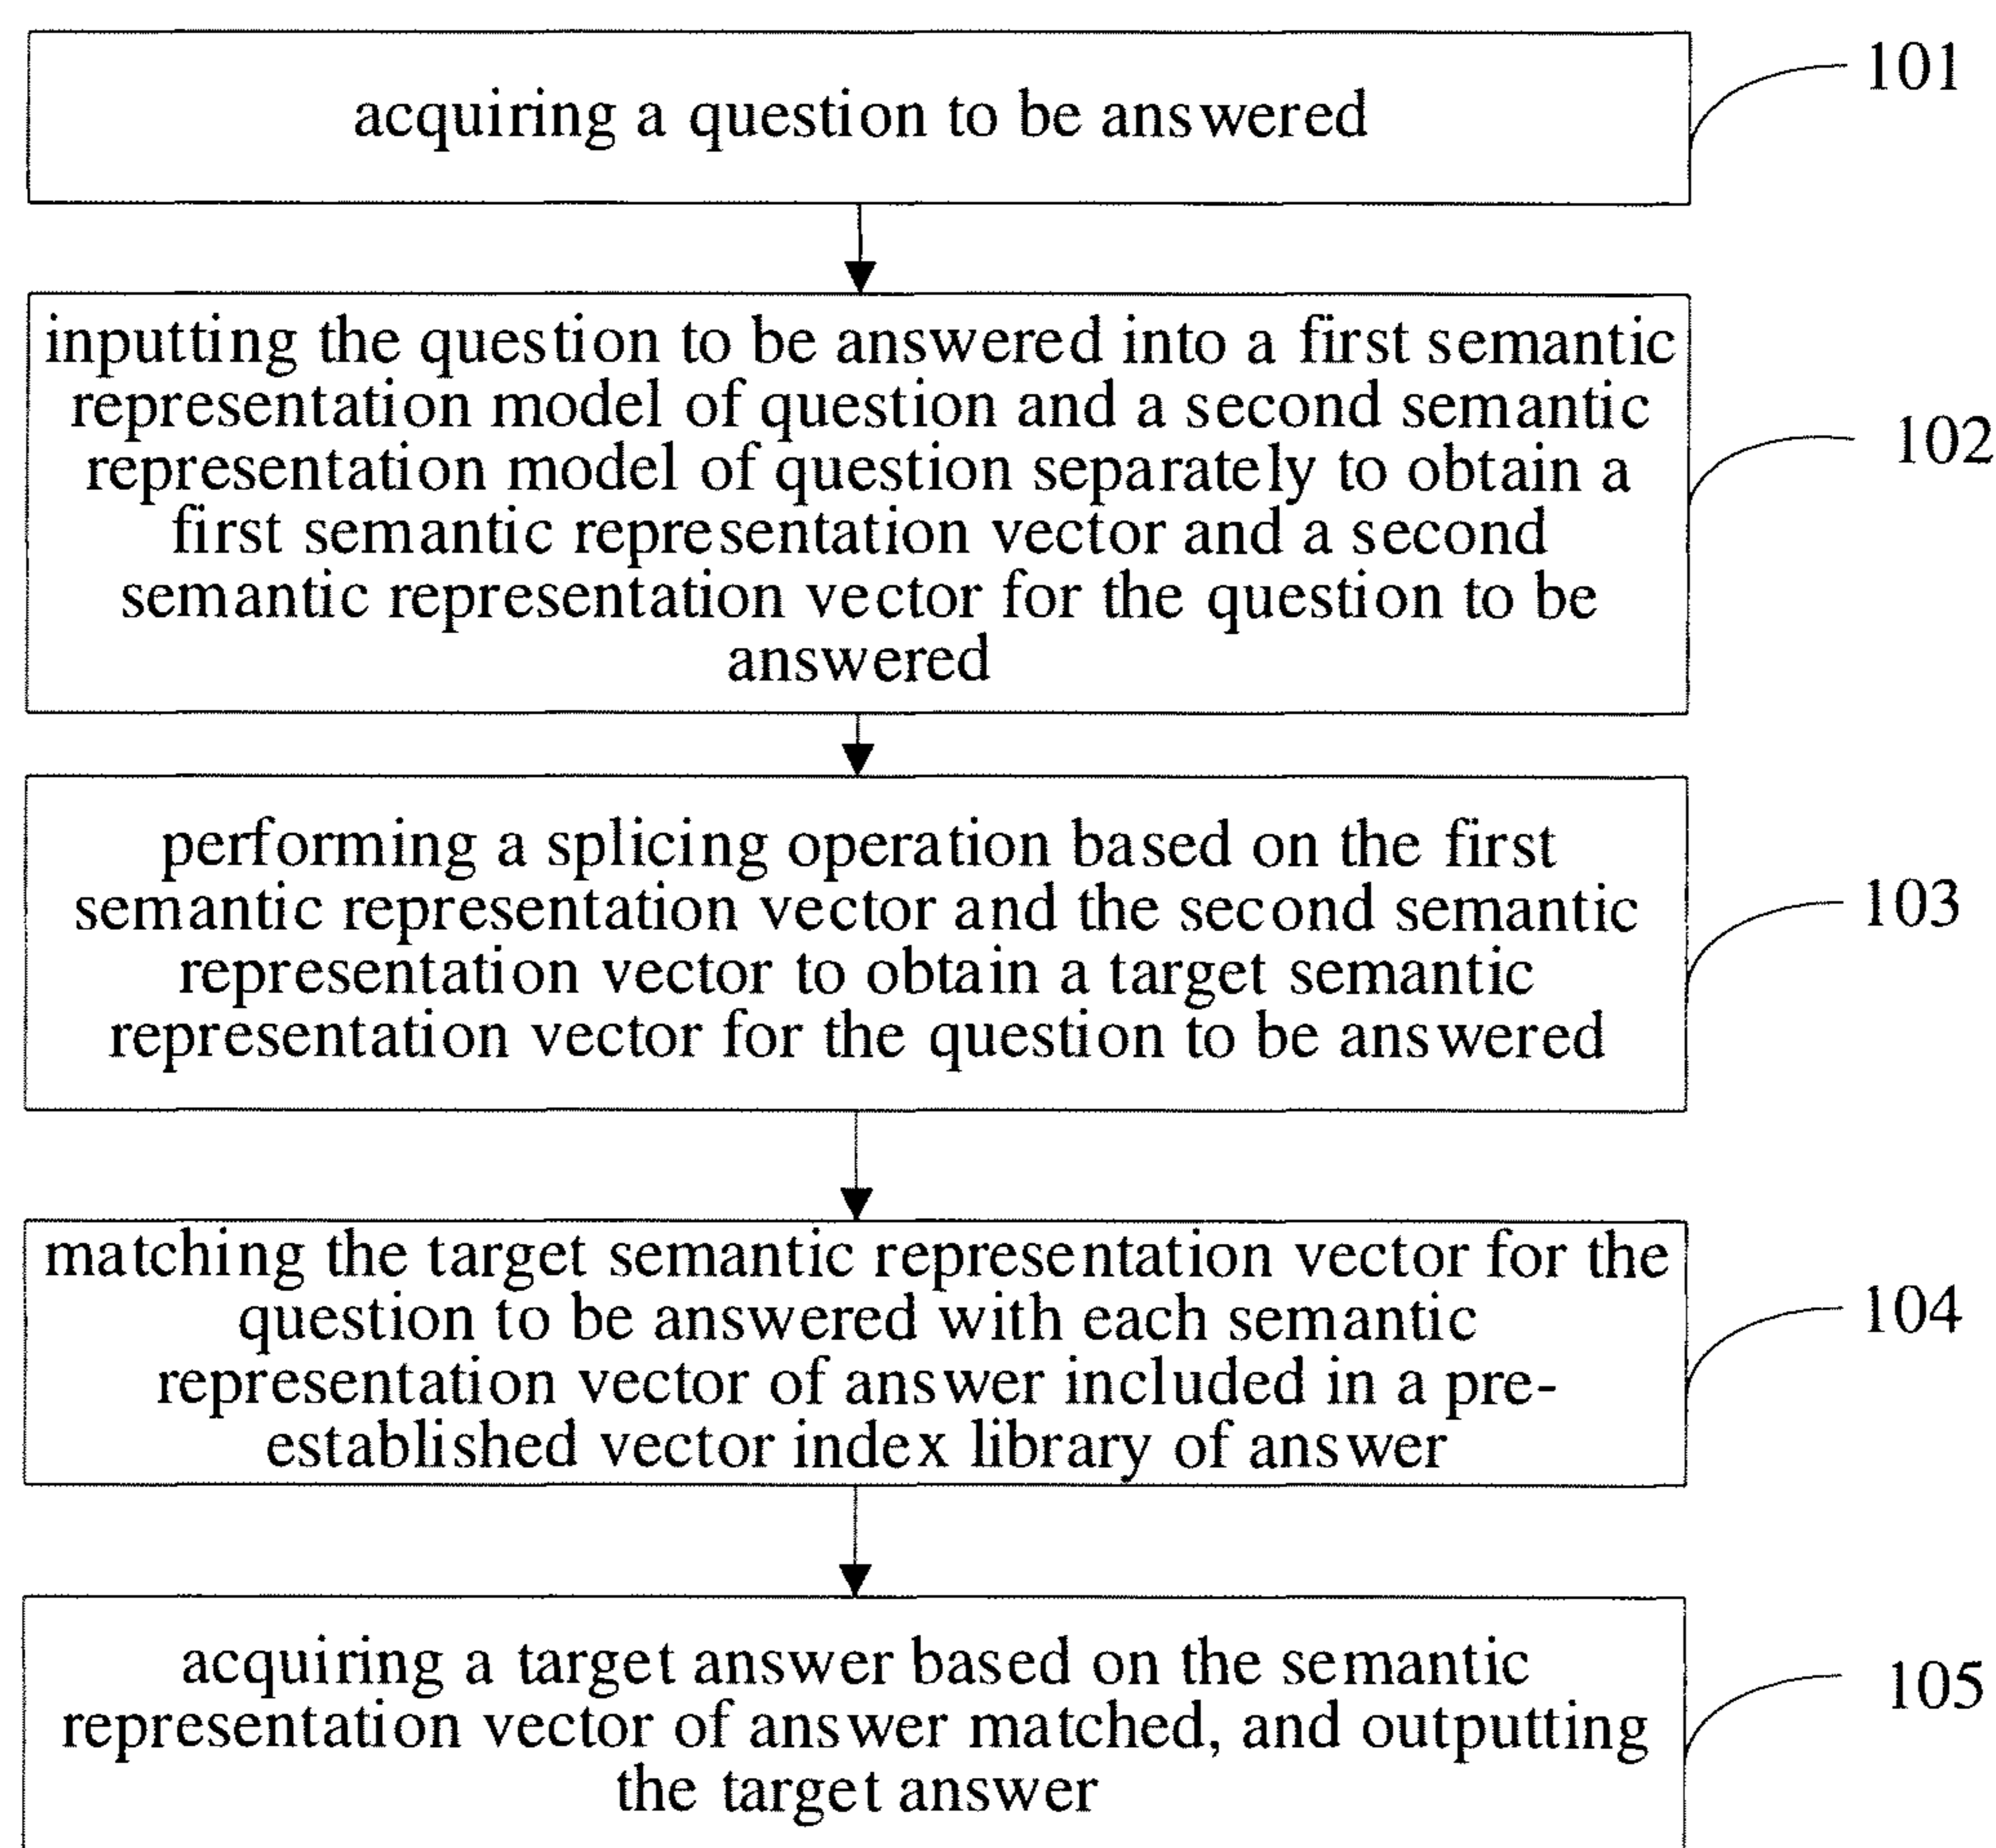 acquiring a question to be answered
101
inputting the question to be answered into a first semantic
representation model of question and a second semantic
representation model of question separately to obtain a
first semantic representation vector and a second
semantic representation vector for the question to be
answered
102
performing a splicing operation based on the first
semantic representation vector and the second semantic
representation vector to obtain a target semantic
representation vector for the question to be answered
103
matching the target semantic representation vector for the
question to be answered with each semantic
representation vector of answer included in a pre-
established vector index library of answer
104
acquiring a target answer based on the semantic
representation vector of answer matched, and outputting
the target answer
105